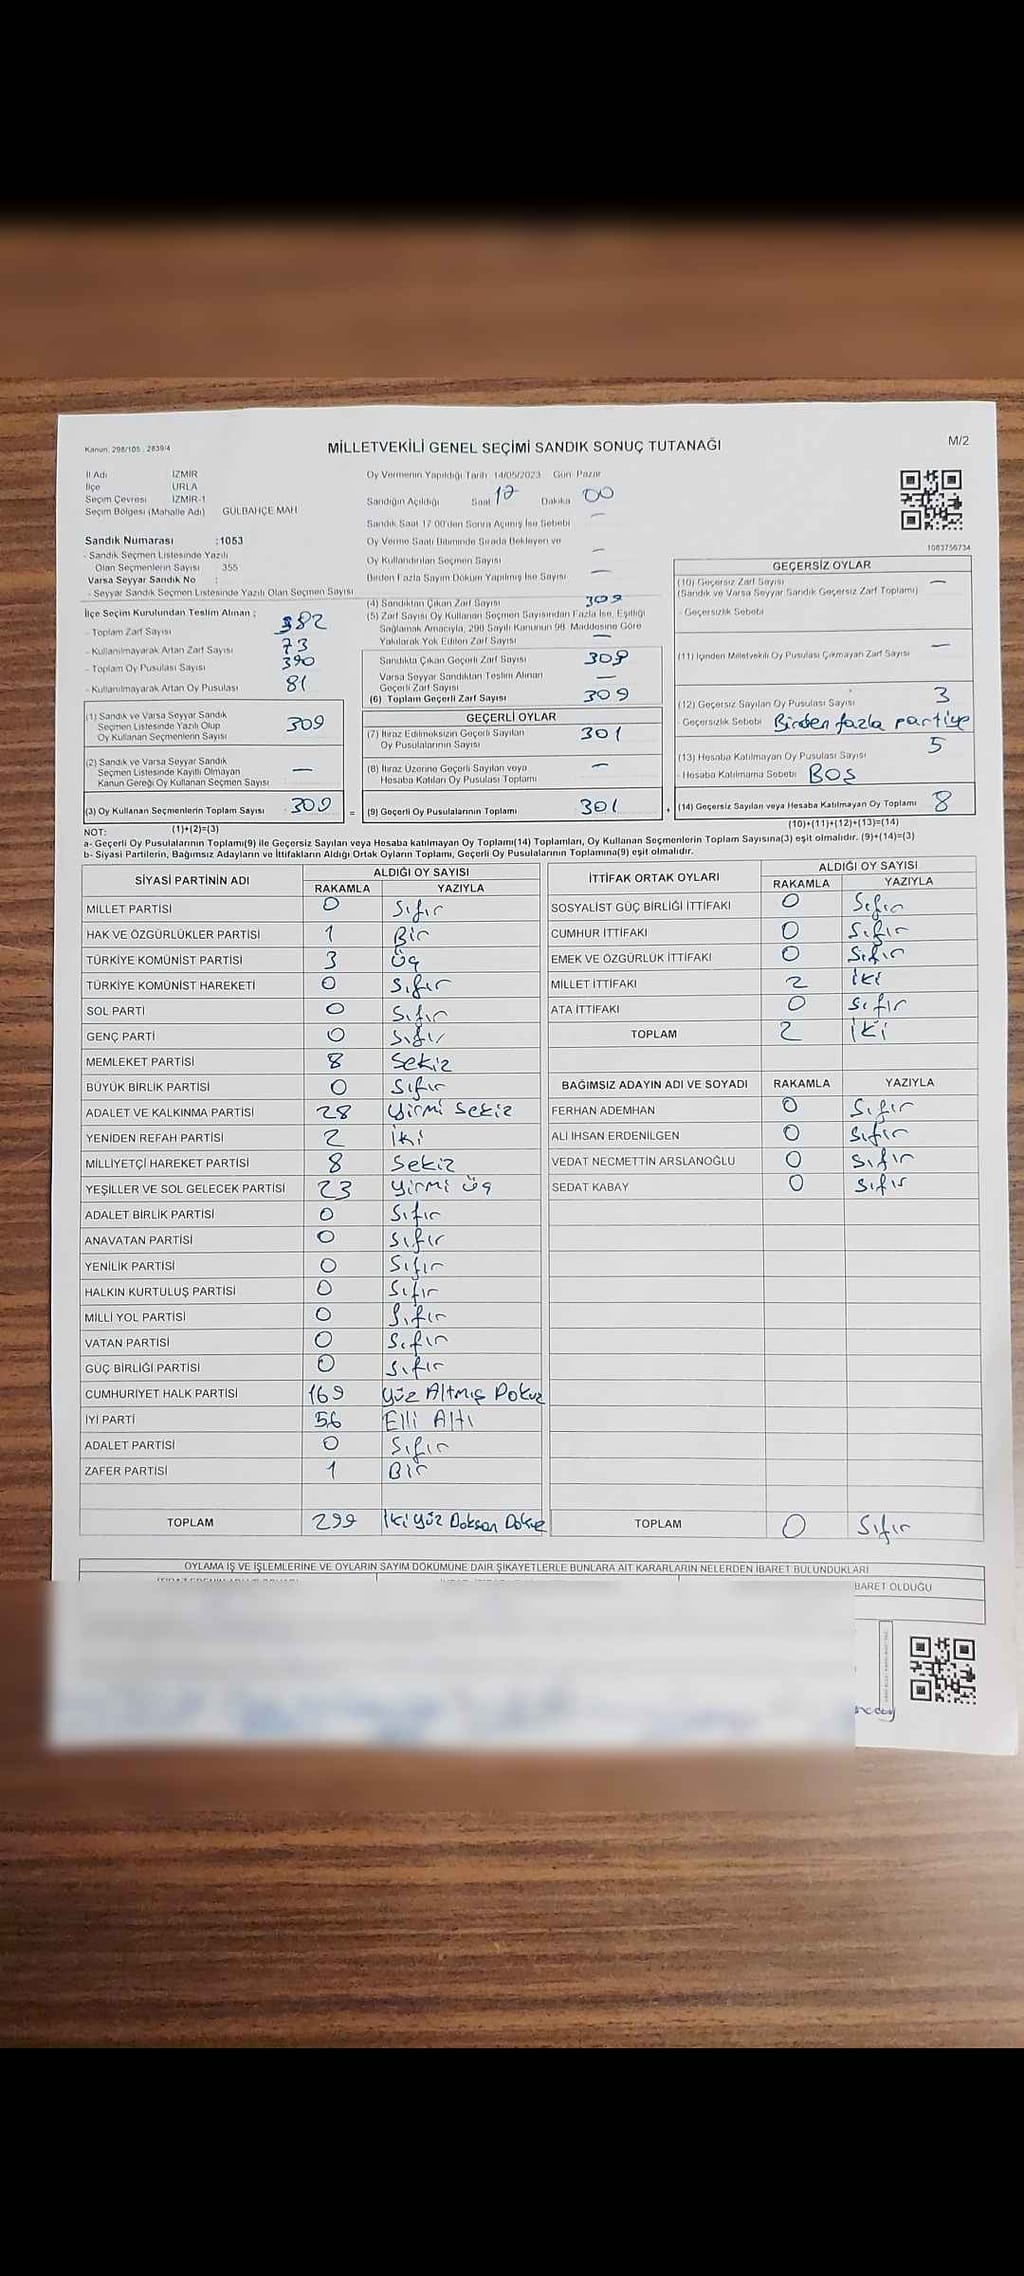 Kanun: 298/105 , 2839/4
MİLLETVEKİLİ GENEL SEÇİMİ SANDIK SONUÇ TUTANAĞI
M/2
İl Adı İZMİR
İlçe URLA
Seçim Çevresi İZMİR-1
Seçim Bölgesi (Mahalle Adı) GÜLBAHÇE MAH
Sandık Numarası :1053
- Sandık Seçmen Listesinde Yazılı
Olan Seçmenlerin Sayısı 355
Varsa Seyyar Sandık No :
- Seyyar Sandık Seçmen Listesinde Yazılı Olan Seçmen Sayısı
Oy Vermenin Yapıldığı Tarih 14/05/2023 Gün Pazar
Sandığın Açıldığı Saat 17 Dakika 00
Sandık Saat 17 00'den Sonra Açımış İse Sebebi —
Oy Verme Saati Bitiminde Sırada Bekleyen ve
Oy Kullandırılan Seçmen Sayısı —
Birden Fazla Sayım Döküm Yapılmış İse Sayısı —
1083756734
İlçe Seçim Kurulundan Teslim Alınan :
- Toplam Zarf Sayısı 382
- Kullanılmayarak Artan Zarf Sayısı 73
- Toplam Oy Pusulası Sayısı 390
- Kullanılmayarak Artan Oy Pusulası 81
(1) Sandık ve Varsa Seyyar Sandık
Seçmen Listesinde Yazılı Olup
Oy Kullanan Seçmenlerin Sayısı 309
(2) Sandık ve Varsa Seyyar Sandık
Seçmen Listesinde Kayıtlı Olmayan
Kanun Gereği Oy Kullanan Seçmen Sayısı —
(3) Oy Kullanan Seçmenlerin Toplam Sayısı 309 =
(1)+(2)=(3)
(4) Sandıktan Çıkan Zarf Sayısı 309
(5) Zarf Sayısı Oy Kullanan Seçmen Sayısından Fazla İse, Eşitliği
Sağlamak Amacıyla, 298 Sayılı Kanunun 98. Maddesine Göre
Yakılarak Yok Edilen Zarf Sayısı —
Sandıkta Çıkan Geçerli Zarf Sayısı 309
Varsa Seyyar Sandıktan Teslim Alınan
Geçerli Zarf Sayısı —
(6) Toplam Geçerli Zarf Sayısı 309
GEÇERLİ OYLAR
(7) İtiraz Edilmeksizin Geçerli Sayılan
Oy Pusulalarının Sayısı 301
(8) İtiraz Üzerine Geçerli Sayılan veya
Hesaba Katılan Oy Pusulası Toplamı —
(9) Geçerli Oy Pusulalarının Toplamı 301 +
GEÇERSİZ OYLAR
(10) Geçersiz Zarf Sayısı —
(Sandık ve Varsa Seyyar Sandık Geçersiz Zarf Toplamı)
- Geçersizlik Sebebi
(11) İçinden Milletvekili Oy Pusulası Çıkmayan Zarf Sayısı —
(12) Geçersiz Sayılan Oy Pusulası Sayısı 3
- Geçersizlik Sebebi Birden fazla partiye
(13) Hesaba Katılmayan Oy Pusulası Sayısı 5
- Hesaba Katılmama Sebebi BOŞ
(14) Geçersiz Sayılan veya Hesaba Katılmayan Oy Toplamı 8
(10)+(11)+(12)+(13)=(14)
NOT:
a- Geçerli Oy Pusulalarının Toplamı(9) ile Geçersiz Sayılan veya Hesaba katılmayan Oy Toplamı(14) Toplamları, Oy Kullanan Seçmenlerin Toplam Sayısına(3) eşit olmalıdır. (9)+(14)=(3)
b- Siyasi Partilerin, Bağımsız Adayların ve İttifakların Aldığı Ortak Oyların Toplamı, Geçerli Oy Pusulalarının Toplamına(9) eşit olmalıdır.
SİYASİ PARTİNİN ADI ALDIĞI OY SAYISI
RAKAMLA YAZIYLA
MİLLET PARTİSİ 0 Sıfır
HAK VE ÖZGÜRLÜKLER PARTİSİ 1 Bir
TÜRKİYE KOMÜNİST PARTİSİ 3 Üç
TÜRKİYE KOMÜNİST HAREKETİ 0 Sıfır
SOL PARTİ 0 Sıfır
GENÇ PARTİ 0 Sıfır
MEMLEKET PARTİSİ 8 Sekiz
BÜYÜK BİRLİK PARTİSİ 0 Sıfır
ADALET VE KALKINMA PARTİSİ 28 Yirmi Sekiz
YENİDEN REFAH PARTİSİ 2 İki
MİLLİYETÇİ HAREKET PARTİSİ 8 Sekiz
YEŞİLLER VE SOL GELECEK PARTİSİ 23 Yirmi Üç
ADALET BİRLİK PARTİSİ 0 Sıfır
ANAVATAN PARTİSİ 0 Sıfır
YENİLİK PARTİSİ 0 Sıfır
HALKIN KURTULUŞ PARTİSİ 0 Sıfır
MİLLİ YOL PARTİSİ 0 Sıfır
VATAN PARTİSİ 0 Sıfır
GÜÇ BİRLİĞİ PARTİSİ 0 Sıfır
CUMHURİYET HALK PARTİSİ 169 Yüz Altmış Dokuz
İYİ PARTİ 56 Elli Altı
ADALET PARTİSİ 0 Sıfır
ZAFER PARTİSİ 1 Bir
TOPLAM 299 İki Yüz Doksan Dokuz
İTTİFAK ORTAK OYLARI ALDIĞI OY SAYISI
RAKAMLA YAZIYLA
SOSYALİST GÜÇ BİRLİĞİ İTTİFAKI 0 Sıfır
CUMHUR İTTİFAKI 0 Sıfır
EMEK VE ÖZGÜRLÜK İTTİFAKI 0 Sıfır
MİLLET İTTİFAKI 2 İki
ATA İTTİFAKI 0 Sıfır
TOPLAM 2 İki
BAĞIMSIZ ADAYIN ADI VE SOYADI RAKAMLA YAZIYLA
FERHAN ADEMHAN 0 Sıfır
ALİ İHSAN ERDENİLGEN 0 Sıfır
VEDAT NECMETTİN ARSLANOĞLU 0 Sıfır
SEDAT KABAY 0 Sıfır
TOPLAM 0 Sıfır
OYLAMA İŞ VE İŞLEMLERİNE VE OYLARIN SAYIM DÖKÜMÜNE DAİR ŞİKAYETLERLE BUNLARA AİT KARARLARIN NELERDEN İBARET BULUNDUKLARI
İBARET OLDUĞU